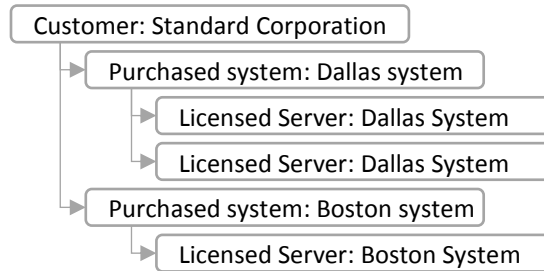 Customer: Standard Corporation
Purchased system: Dallas system
Licensed Server: Dallas System
Licensed Server: Dallas System
Purchased system: Boston system
Licensed Server: Boston System